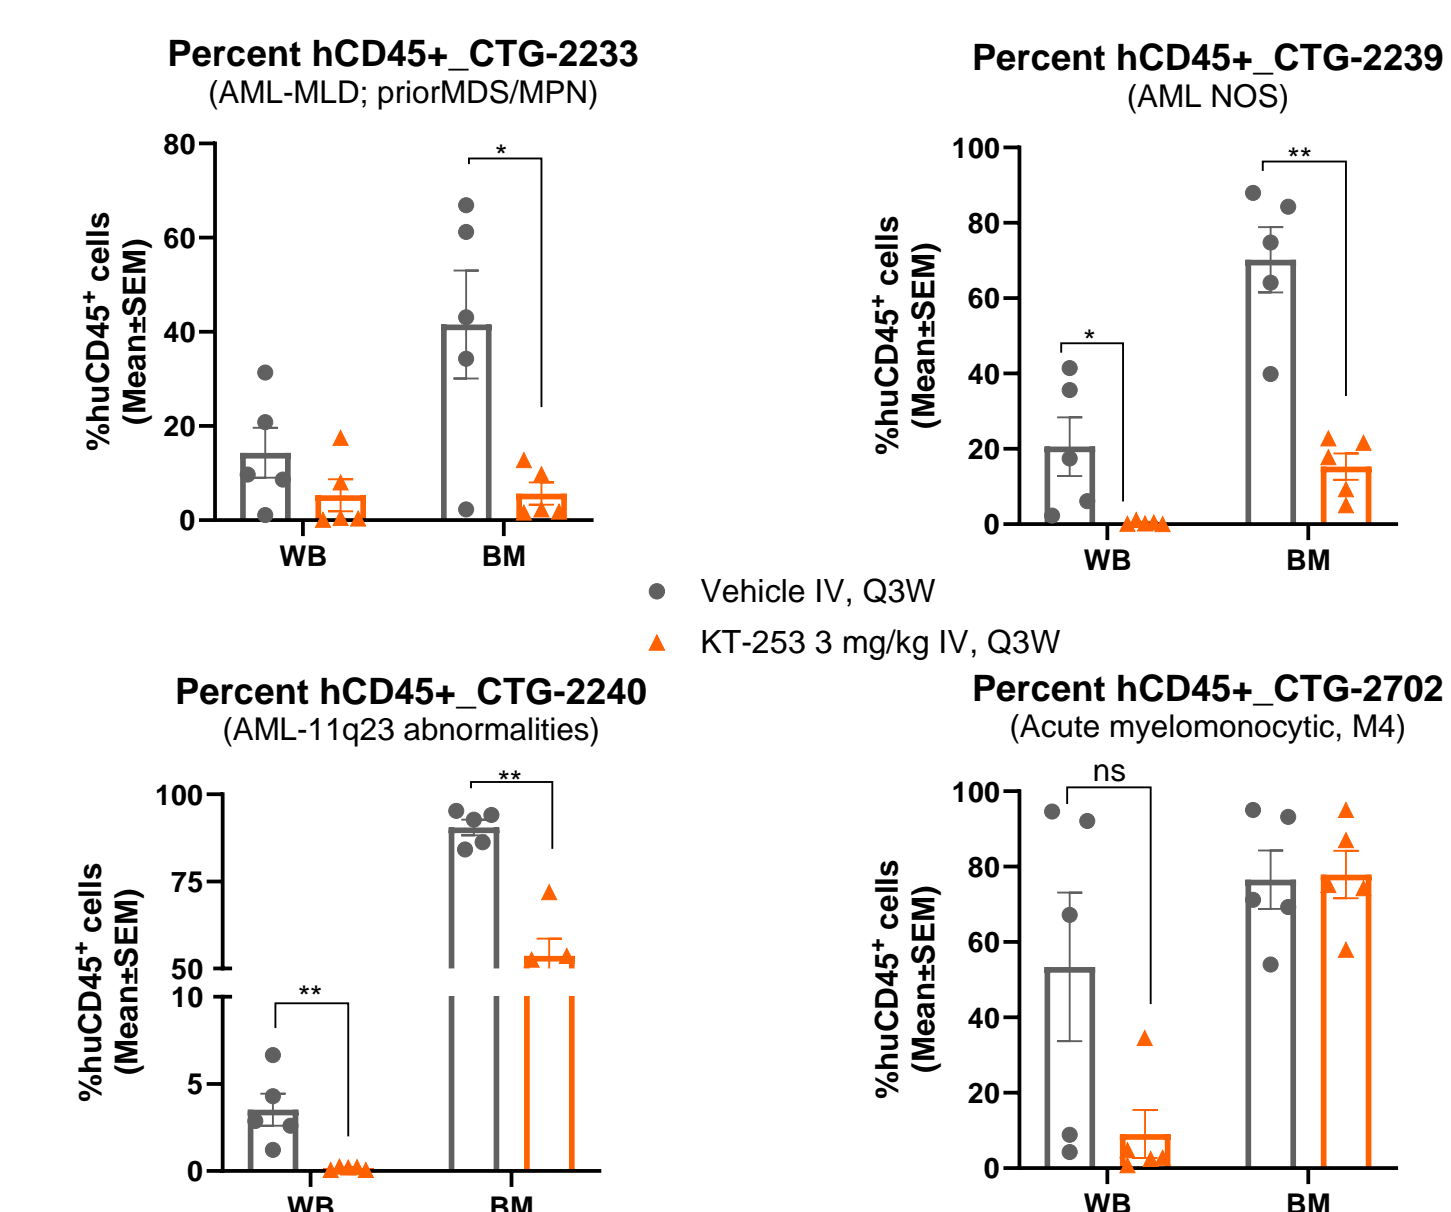 Percent hCD45+_CTG-2233
(AML-MLD; priorMDS/MPN)
%huCD45+ cells
(Mean±SEM)
80
60
40
20
0
*
WB
BM
Percent hCD45+_CTG-2239
(AML NOS)
%huCD45+ cells
(Mean±SEM)
100
80
60
40
20
0
*
**
WB
BM
Vehicle IV, Q3W
KT-253 3 mg/kg IV, Q3W
Percent hCD45+_CTG-2240
(AML-11q23 abnormalities)
%huCD45+ cells
(Mean±SEM)
100
75
50
10
5
0
**
**
WB
BM
Percent hCD45+_CTG-2702
(Acute myelomonocytic, M4)
%huCD45+ cells
(Mean±SEM)
100
80
60
40
20
0
ns
WB
BM